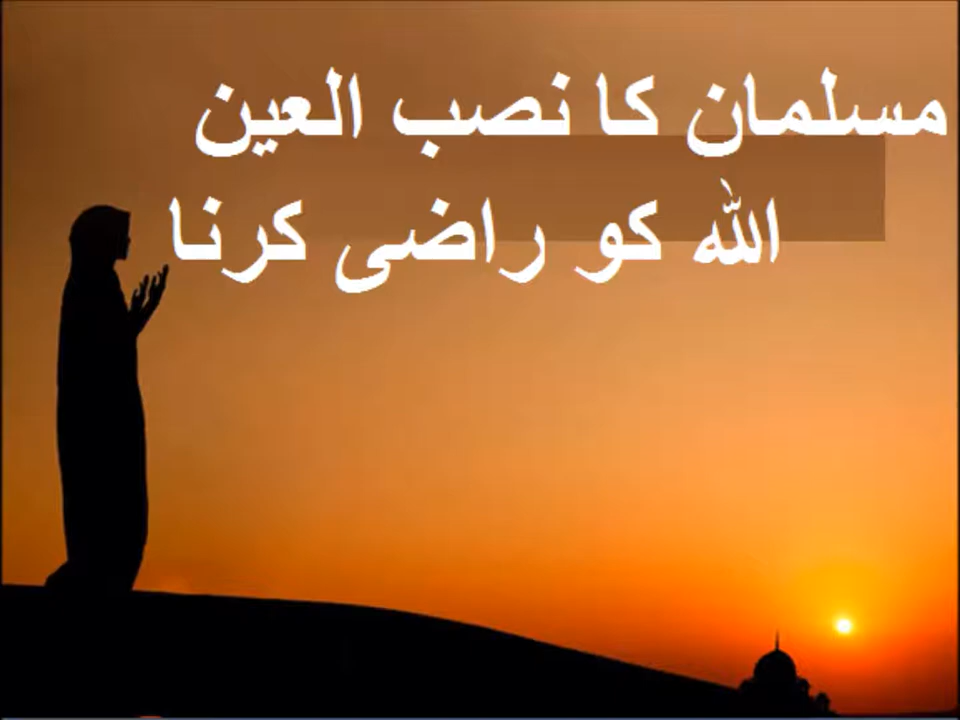 مسلمان کا نصب العین
اللہ کو راضی کرنا